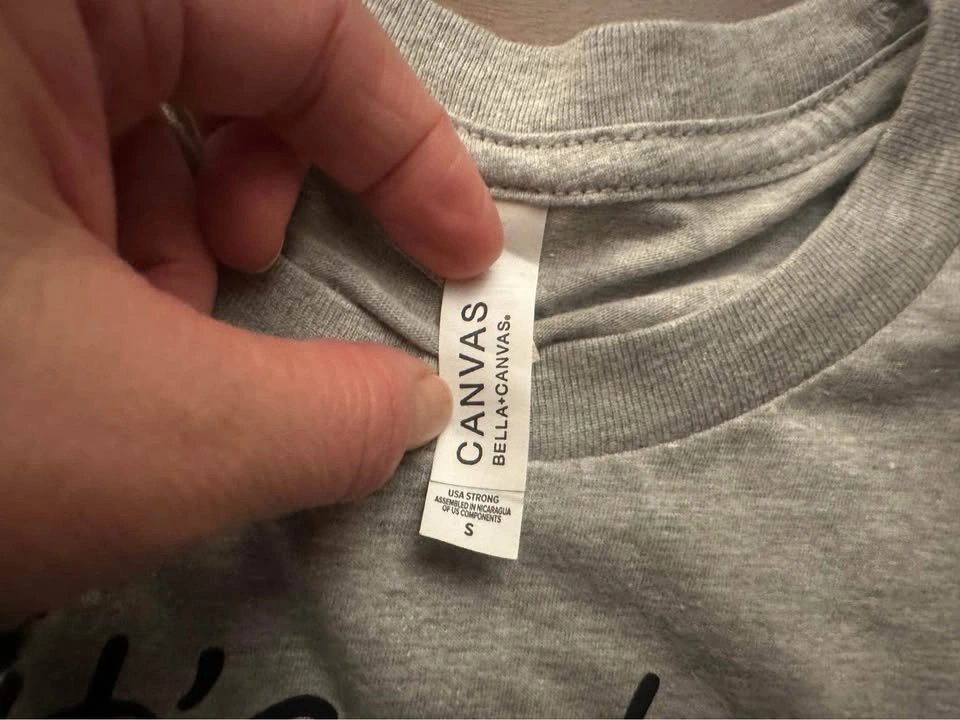 CANVAS
BELLA+CANVAS®
USA STRONG
ASSEMBLED IN NICARAGUA
OF US COMPONENTS
S